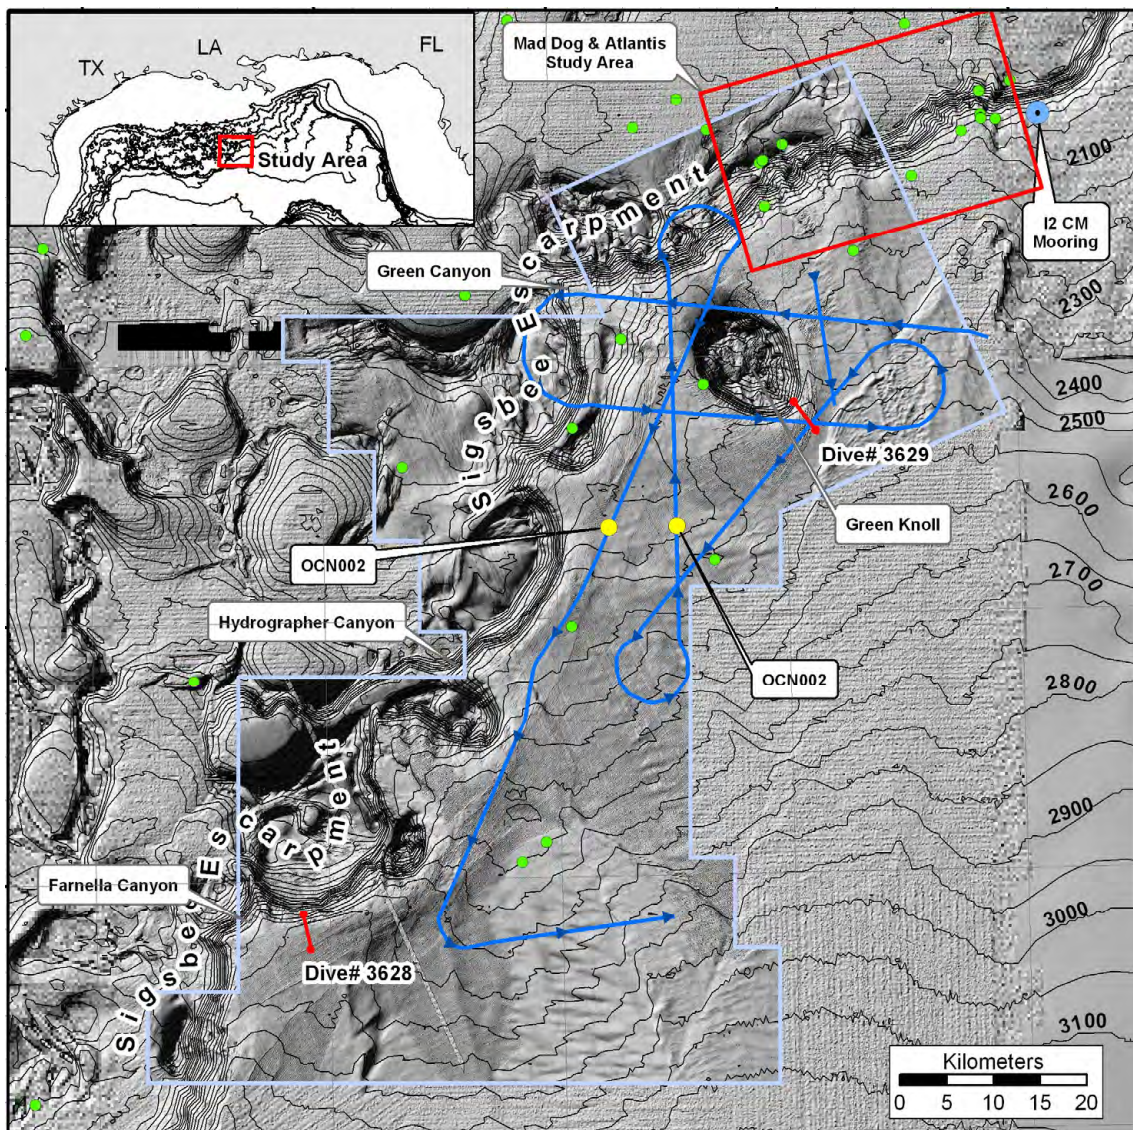 TX
LA
FL
Study Area
Mad Dog & Atlantis
Study Area
2100
I2 CM
Mooring
Green Canyon
Sigsbee Escarpment
2300
2400
2500
Dive# 3629
2600
Green Knoll
OCN002
2700
Hydrographer Canyon
OCN002
2800
2900
Farnella Canyon
Sigsbee Escarpment
3000
Dive# 3628
3100
Kilometers
0 5 10 15 20